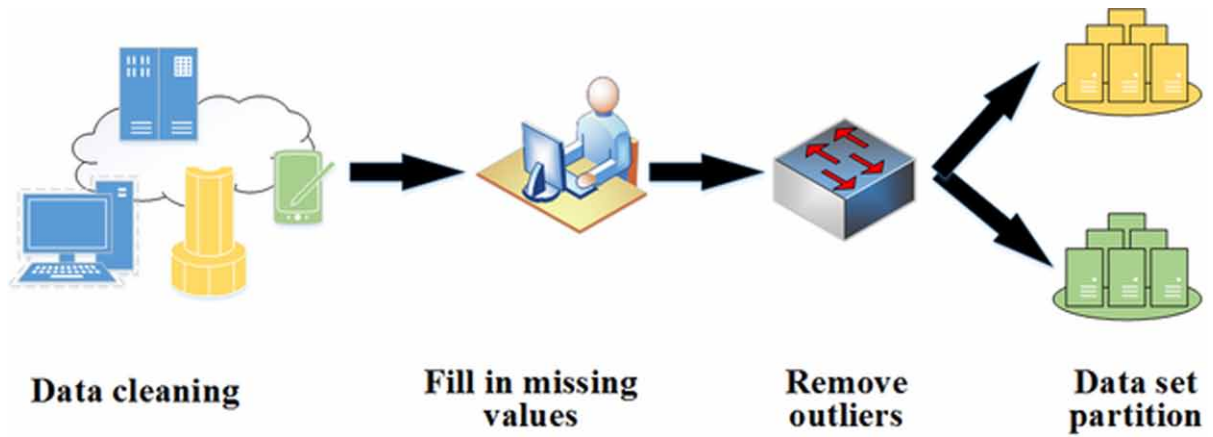 Data cleaning
Fill in missing
values
Remove
outliers
Data set
partition